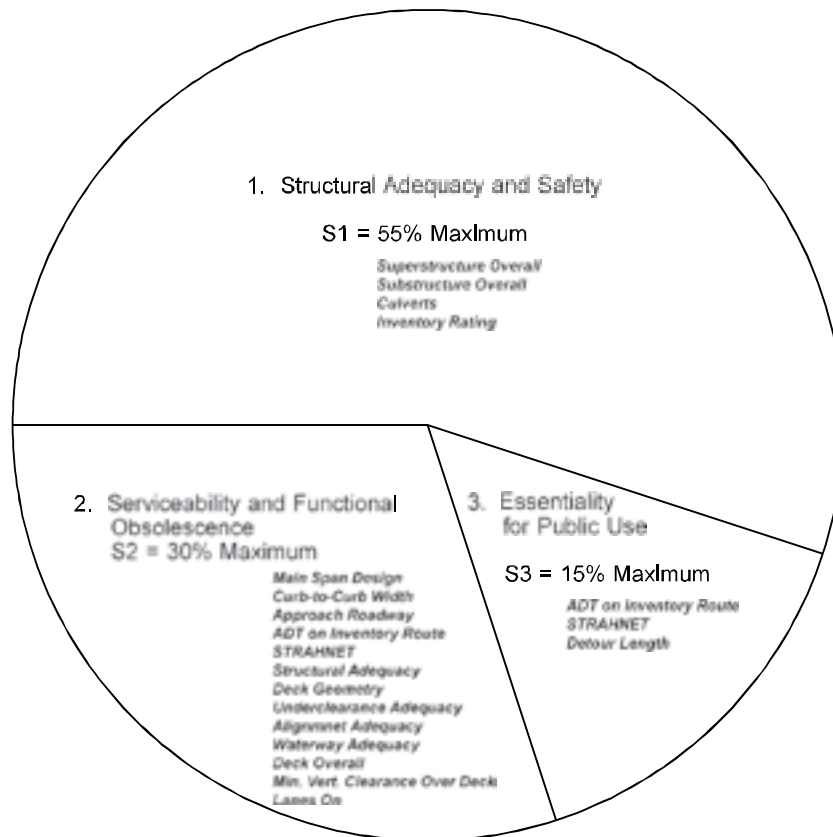 1. Structural Adequacy and Safety
S1 = 55% Maximum
Superstructure Overall
Substructure Overall
Culverts
Inventory Rating
2. Serviceability and Functional
Obsolescence
S2 = 30% Maximum
Main Span Design
Curb-to-Curb Width
Approach Roadway
ADT on Inventory Route
STRAHNET
Structural Adequacy
Deck Geometry
Underclearance Adequacy
Alignmnet Adequacy
Waterway Adequacy
Deck Overall
Min. Vert. Clearance Over Deck
Lanes On
3. Essentiality
for Public Use
S3 = 15% Maximum
ADT on Inventory Route
STRAHNET
Detour Length